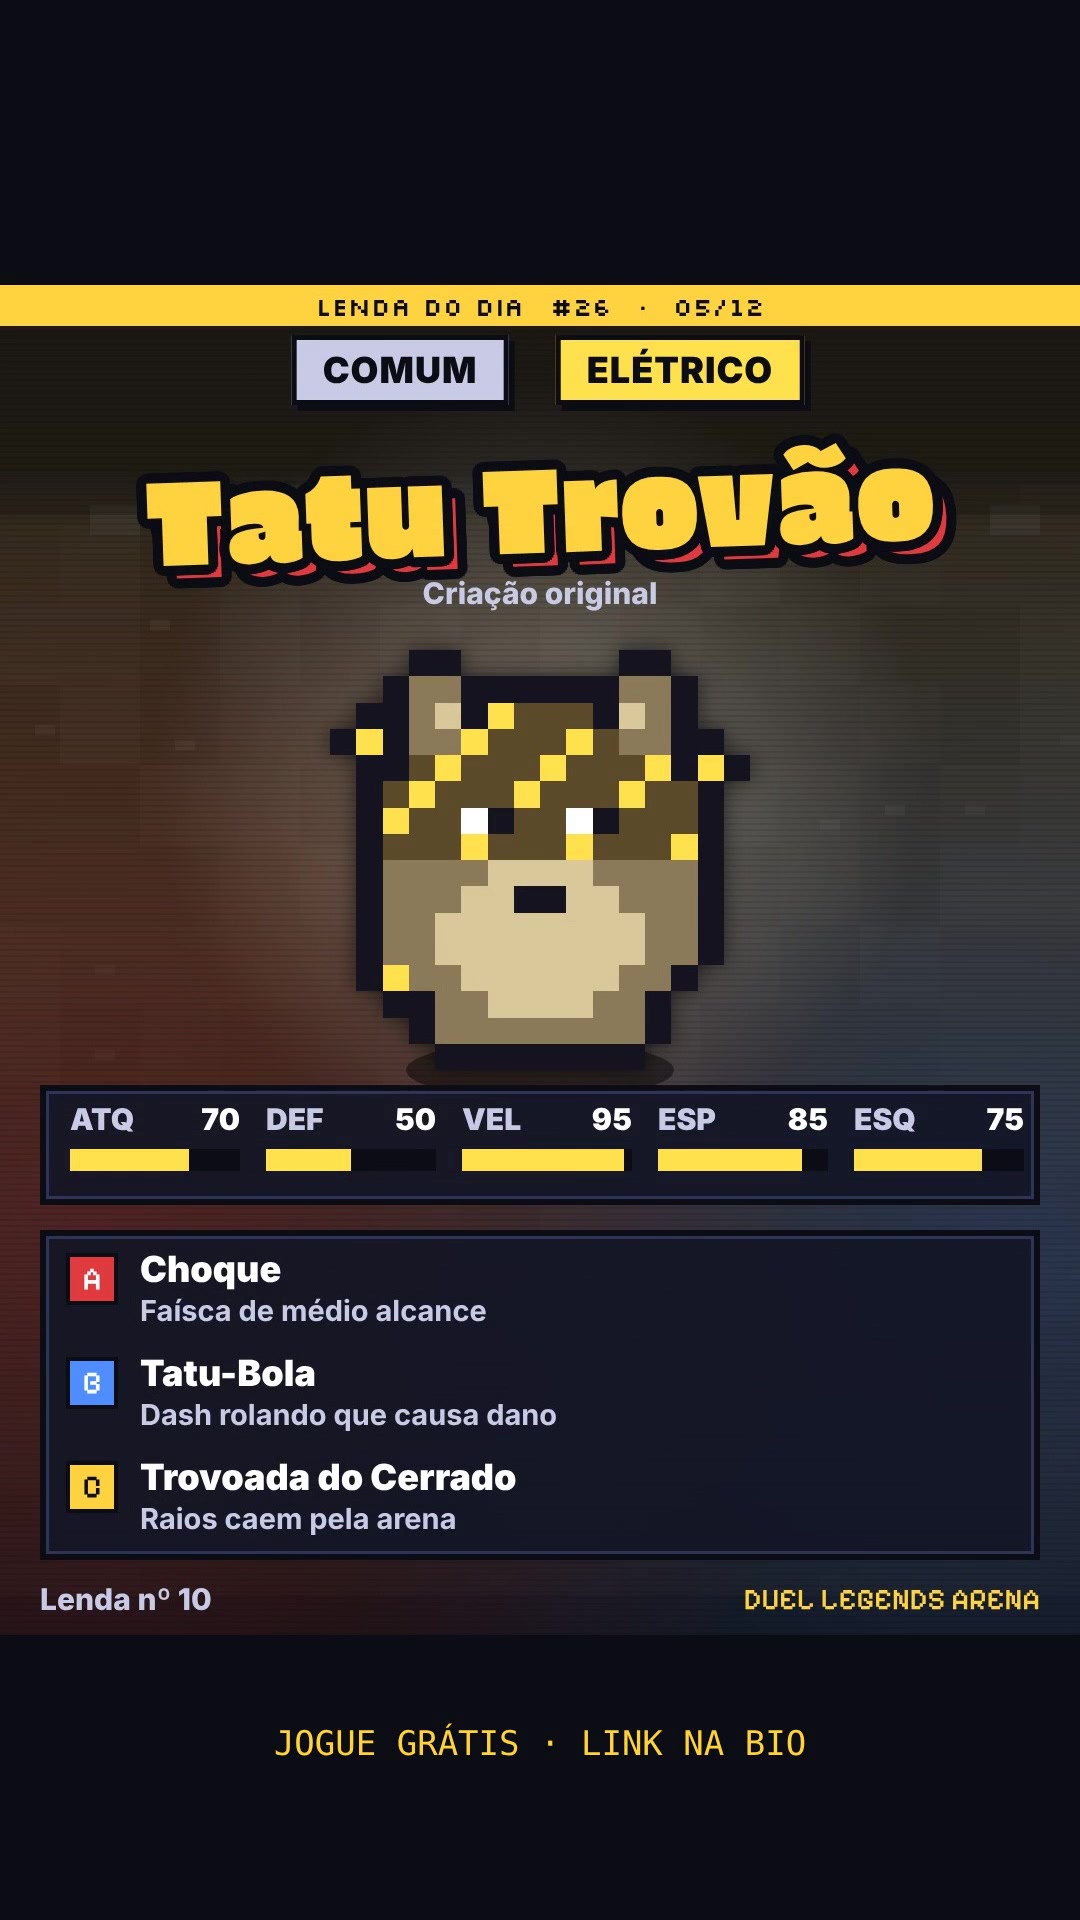 LENDA DO DIA #26 · 05/12
COMUM
ELÉTRICO
Tatu Trovão
Criação original
ATQ 70 DEF 50 VEL 95 ESP 85 ESQ 75
A Choque
Faísca de médio alcance
B Tatu-Bola
Dash rolando que causa dano
C Trovoada do Cerrado
Raios caem pela arena
Lenda nº 10
DUEL LEGENDS ARENA
JOGUE GRÁTIS · LINK NA BIO